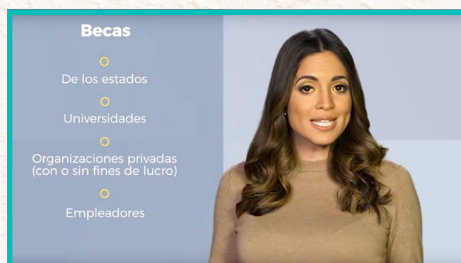 Becas
De los estados
Universidades
Organizaciones privadas
(con o sin fines de lucro)
Empleadores